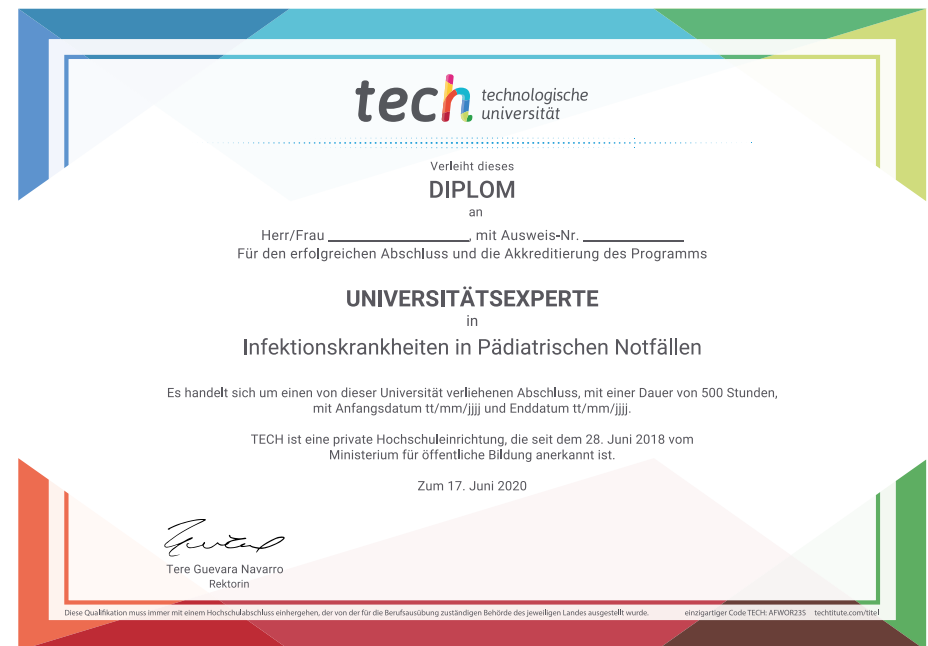 tech technologische
universität
Verleiht dieses
DIPLOM
an
Herr/Frau ____________________, mit Ausweis-Nr. ______________
Für den erfolgreichen Abschluss und die Akkreditierung des Programms
UNIVERSITÄTSEXPERTE
in
Infektionskrankheiten in Pädiatrischen Notfällen
Es handelt sich um einen von dieser Universität verliehenen Abschluss, mit einer Dauer von 500 Stunden,
mit Anfangsdatum tt/mm/jjjj und Enddatum tt/mm/jjjj.
TECH ist eine private Hochschuleinrichtung, die seit dem 28. Juni 2018 vom
Ministerium für öffentliche Bildung anerkannt ist.
Zum 17. Juni 2020
Tere Guevara Navarro
Rektorin
Diese Qualifikation muss immer mit einem Hochschulabschluss einhergehen, der von der für die Berufsausübung zuständigen Behörde des jeweiligen Landes ausgestellt wurde. einzigartiger Code TECH: AFWOR23S techtitute.com/titel